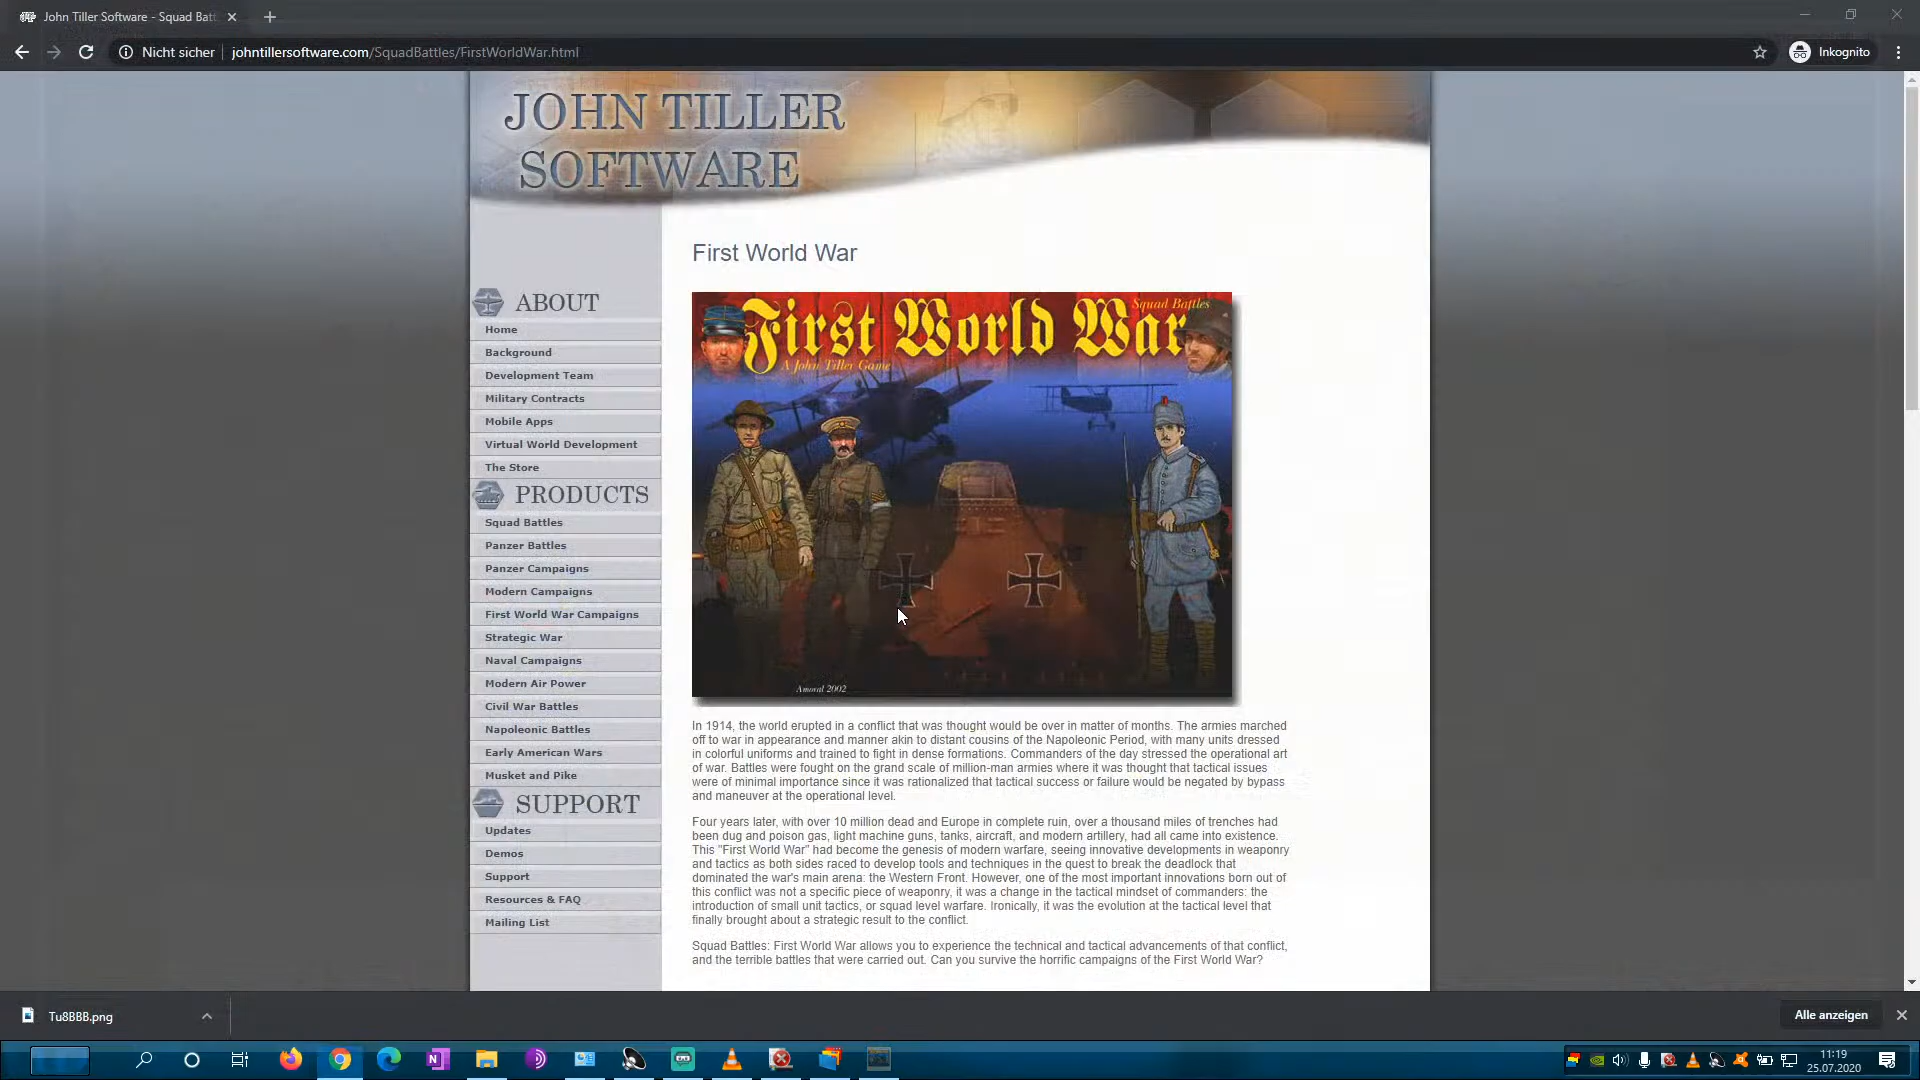 John Tiller Software - Squad Batt
Nicht sicher
johntillersoftware.com/SquadBattles/FirstWorldWar.html
Inkognito
JOHN TILLER
SOFTWARE
First World War
ABOUT
Home
Background
Development Team
Military Contracts
Mobile Apps
Virtual World Development
The Store
PRODUCTS
Squad Battles
Panzer Battles
Panzer Campaigns
Modern Campaigns
First World War Campaigns
Strategic War
Naval Campaigns
Modern Air Power
Civil War Battles
Napoleonic Battles
Early American Wars
Musket and Pike
SUPPORT
Updates
Demos
Support
Resources & FAQ
Mailing List
Squad Battles
First World War
A John Tiller Game
Amoral 2002
In 1914, the world erupted in a conflict that was thought would be over in matter of months. The armies marched
off to war in appearance and manner akin to distant cousins of the Napoleonic Period, with many units dressed
in colorful uniforms and trained to fight in dense formations. Commanders of the day stressed the operational art
of war. Battles were fought on the grand scale of million-man armies where it was thought that tactical issues
were of minimal importance since it was rationalized that tactical success or failure would be negated by bypass
and maneuver at the operational level.
Four years later, with over 10 million dead and Europe in complete ruin, over a thousand miles of trenches had
been dug and poison gas, light machine guns, tanks, aircraft, and modern artillery, had all came into existence.
This "First World War" had become the genesis of modern warfare, seeing innovative developments in weaponry
and tactics as both sides raced to develop tools and techniques in the quest to break the deadlock that
dominated the war's main arena: the Western Front. However, one of the most important innovations born out of
this conflict was not a specific piece of weaponry, it was a change in the tactical mindset of commanders: the
introduction of small unit tactics, or squad level warfare. Ironically, it was the evolution at the tactical level that
finally brought about a strategic result to the conflict.
Squad Battles: First World War allows you to experience the technical and tactical advancements of that conflict,
and the terrible battles that were carried out. Can you survive the horrific campaigns of the First World War?
Tu8BBB.png
Alle anzeigen
11:19
25.07.2020